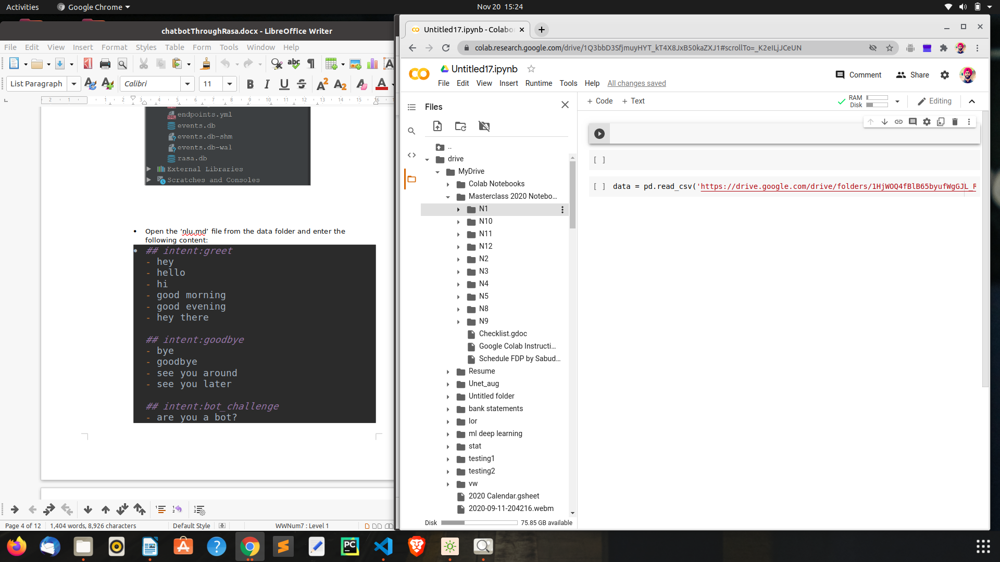 Activities
Google Chrome
Nov 20 15:24
chatbotThroughRasa.docx - LibreOffice Writer
File Edit View Insert Format Styles Table Form Tools Window Help
List Paragraph
Calibri
11
endpoints.yml
events.db
events.db-shm
events.db-wal
rasa.db
External Libraries
Scratches and Consoles
• Open the ‘nlu.md’ file from the data folder and enter the
following content:
• ## intent:greet
- hey
- hello
- hi
- good morning
- good evening
- hey there
## intent:goodbye
- bye
- goodbye
- see you around
- see you later
## intent:bot_challenge
- are you a bot?
Page 4 of 12
1,404 words, 8,926 characters
Default Style
WWNum7 : Level 1
Untitled17.ipynb - Colabo
colab.research.google.com/drive/1Q3bbD3SfjmuyHYT_kT4X8JxB50kaZXJ1#scrollTo=_K2eILjJCeUN
Untitled17.ipynb
File Edit View Insert Runtime Tools Help All changes saved
Comment
Share
Files
+ Code + Text
RAM
Disk
Editing
..
drive
MyDrive
Colab Notebooks
Masterclass 2020 Notebo...
N1
N10
N11
N12
N2
N3
N4
N5
N8
N9
Checklist.gdoc
Google Colab Instructi...
Schedule FDP by Sabud...
Resume
Unet_aug
Untitled folder
bank statements
lor
ml deep learning
stat
testing1
testing2
vw
2020 Calendar.gsheet
2020-09-11-204216.webm
Disk
75.85 GB available
[ ]
[ ] data = pd.read_csv('https://drive.google.com/drive/folders/1HjWOQ4fBlB65byufWgGJL_R